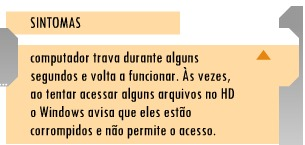 SINTOMAS
computador trava durante alguns
segundos e volta a funcionar. Às vezes,
ao tentar acessar alguns arquivos no HD
o Windows avisa que eles estão
corrompidos e não permite o acesso.